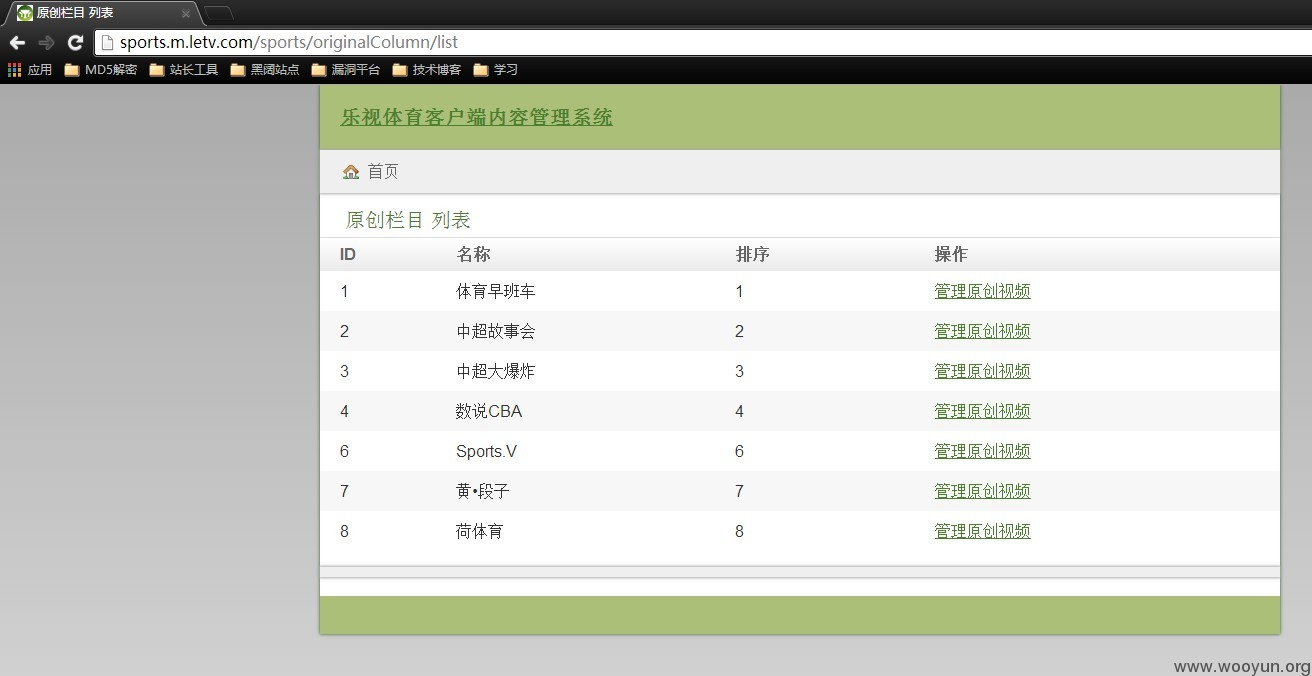 原创栏目 列表
sports.m.letv.com/sports/originalColumn/list
应用 MD5解密 站长工具 黑阔站点 漏洞平台 技术博客 学习
乐视体育客户端内容管理系统
首页
原创栏目 列表
ID 名称 排序 操作
1 体育早班车 1 管理原创视频
2 中超故事会 2 管理原创视频
3 中超大爆炸 3 管理原创视频
4 数说CBA 4 管理原创视频
6 Sports.V 6 管理原创视频
7 黄•段子 7 管理原创视频
8 荷体育 8 管理原创视频
www.wooyun.org